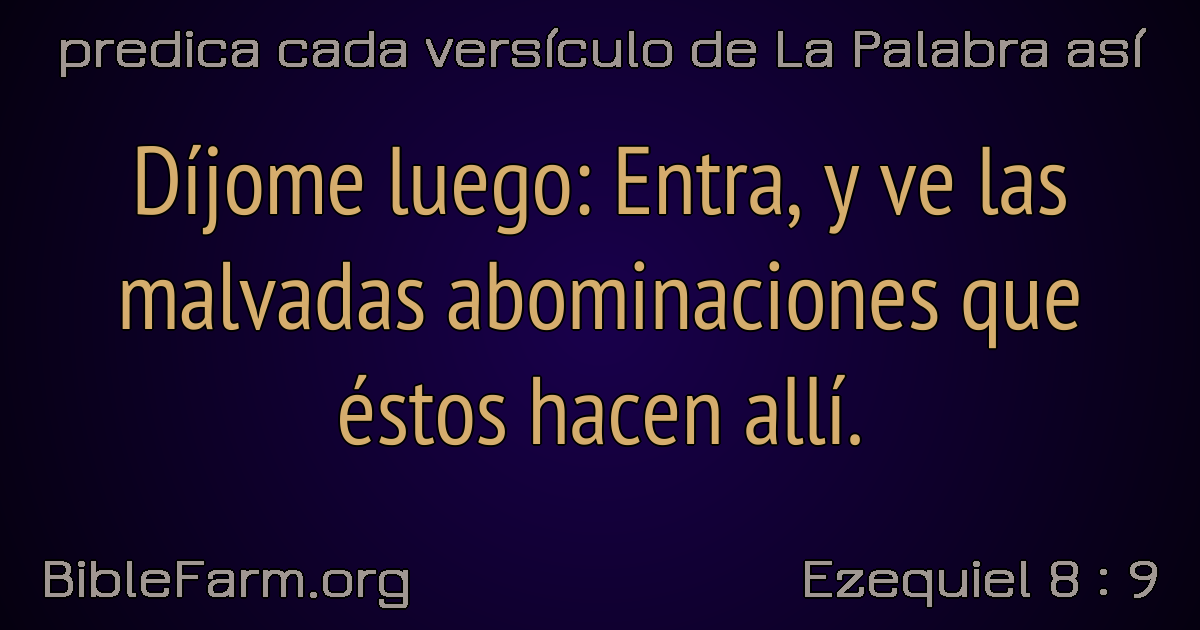 predica cada versículo de La Palabra así
Díjome luego: Entra, y ve las
malvadas abominaciones que
éstos hacen allí.
BibleFarm.org
Ezequiel 8 : 9